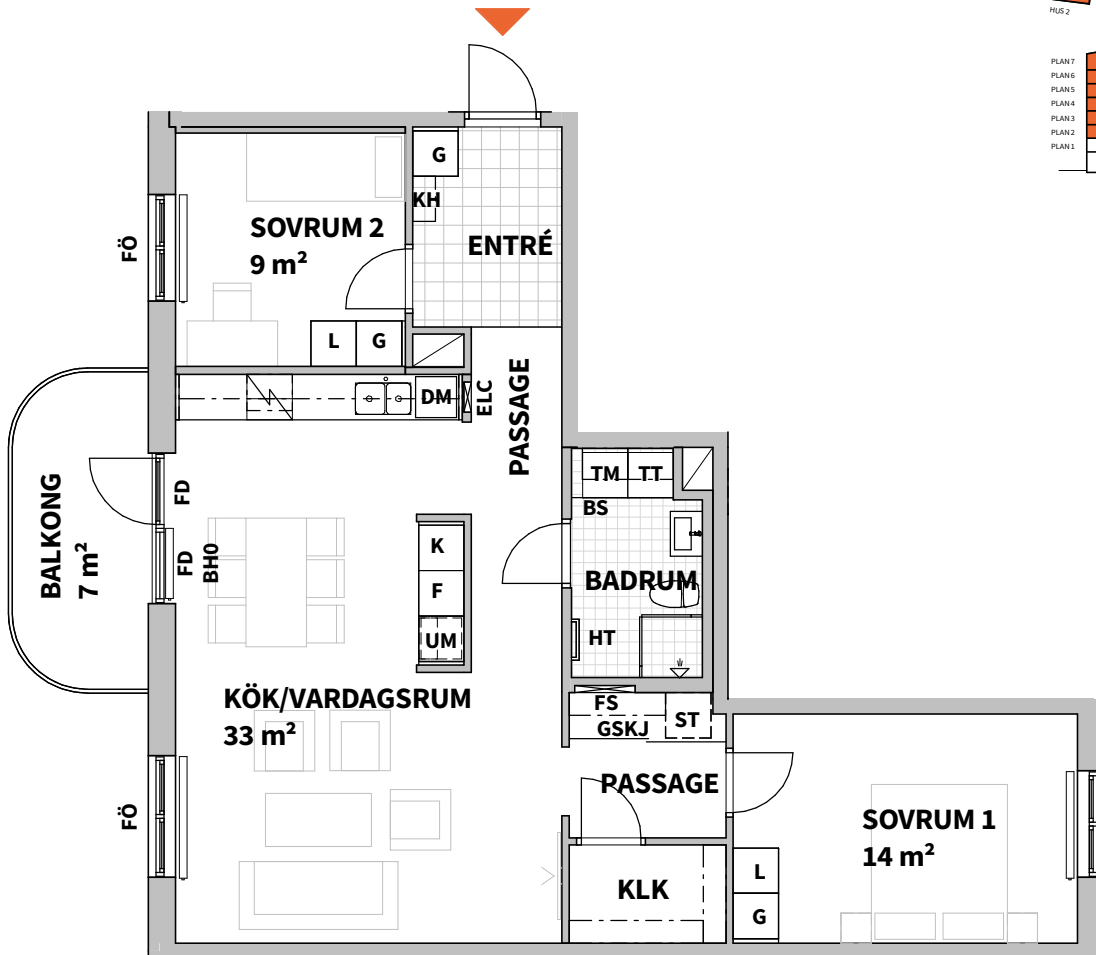 HUS 2
PLAN 7
PLAN 6
PLAN 5
PLAN 4
PLAN 3
PLAN 2
PLAN 1
G
KH
SOVRUM 2
9 m²
ENTRÉ
FÖ
L
G
DM
ELC
PASSAGE
BALKONG
7 m²
FD
FD
BH0
TM
TT
BS
K
F
UM
BADRUM
HT
KÖK/VARDAGSRUM
33 m²
FS
GSKJ
ST
PASSAGE
FÖ
SOVRUM 1
14 m²
KLK
L
G